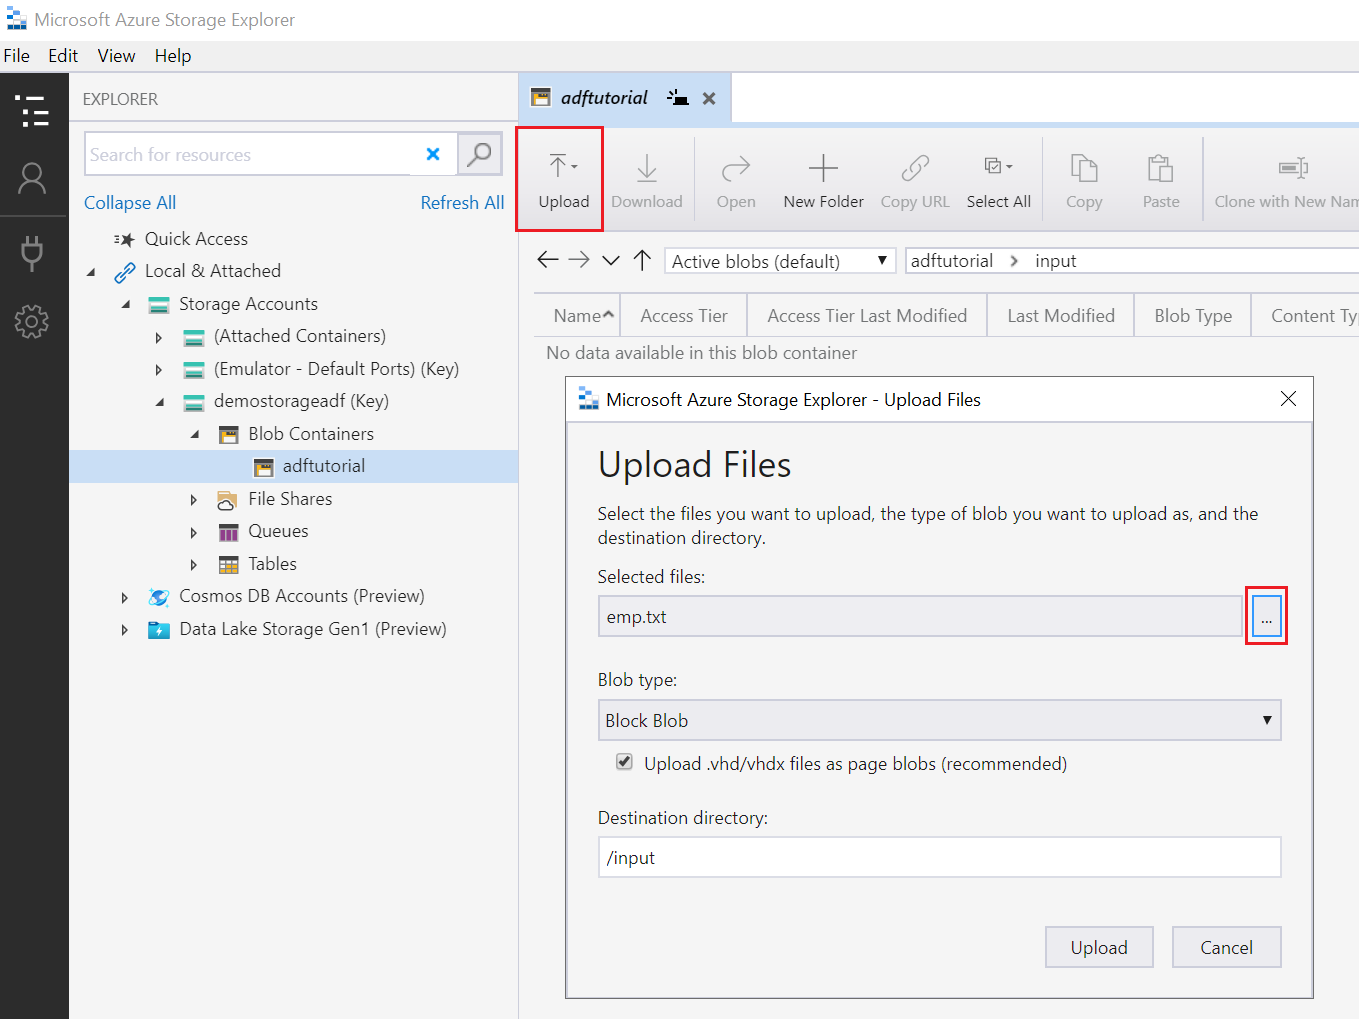 Microsoft Azure Storage Explorer
File Edit View Help
EXPLORER
Search for resources
Collapse All Refresh All
Quick Access
Local & Attached
Storage Accounts
(Attached Containers)
(Emulator - Default Ports) (Key)
demostorageadf (Key)
Blob Containers
adftutorial
File Shares
Queues
Tables
Cosmos DB Accounts (Preview)
Data Lake Storage Gen1 (Preview)
adftutorial
Upload Download Open New Folder Copy URL Select All Copy Paste Clone with New Nam
Active blobs (default) adftutorial input
Name Access Tier Access Tier Last Modified Last Modified Blob Type Content Typ
No data available in this blob container
Microsoft Azure Storage Explorer - Upload Files
Upload Files
Select the files you want to upload, the type of blob you want to upload as, and the
destination directory.
Selected files:
emp.txt ...
Blob type:
Block Blob
Upload .vhd/vhdx files as page blobs (recommended)
Destination directory:
/input
Upload Cancel